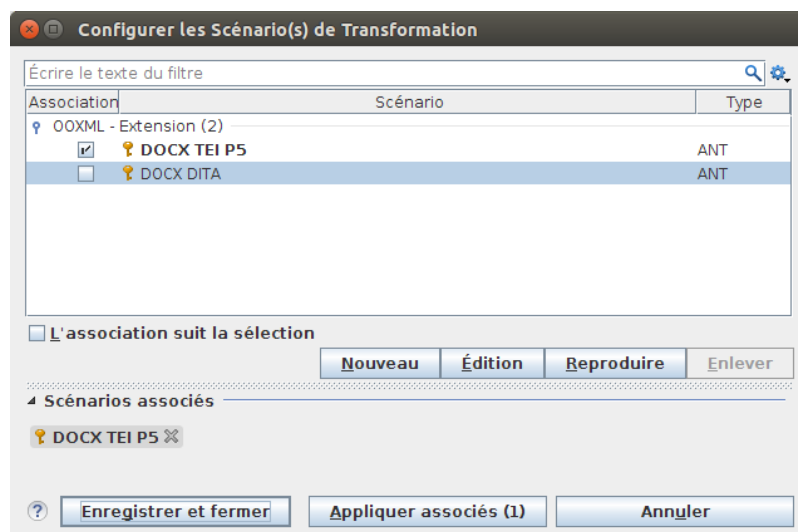 Configurer les Scénario(s) de Transformation
Écrire le texte du filtre
Association Scénario Type
OOXML - Extension (2)
DOCX TEI P5 ANT
DOCX DITA ANT
L'association suit la sélection
Nouveau Édition Reproduire Enlever
Scénarios associés
DOCX TEI P5
? Enregistrer et fermer Appliquer associés (1) Annuler